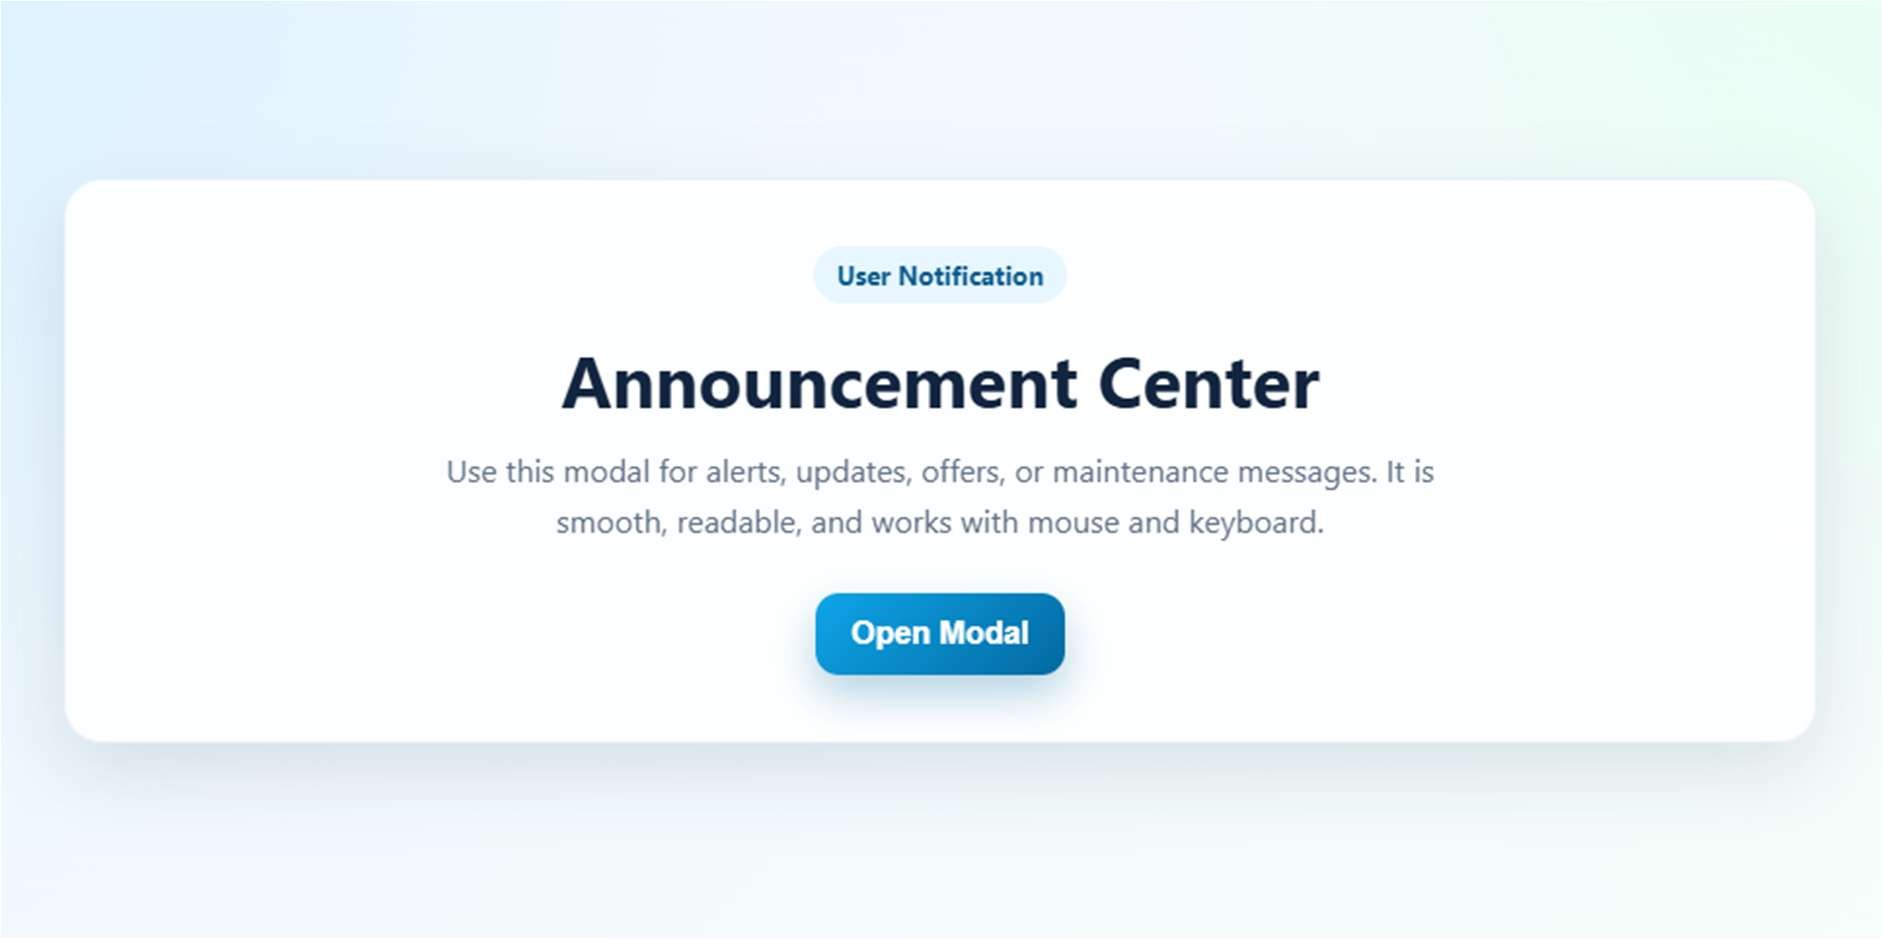 User Notification
Announcement Center
Use this modal for alerts, updates, offers, or maintenance messages. It is
smooth, readable, and works with mouse and keyboard.
Open Modal